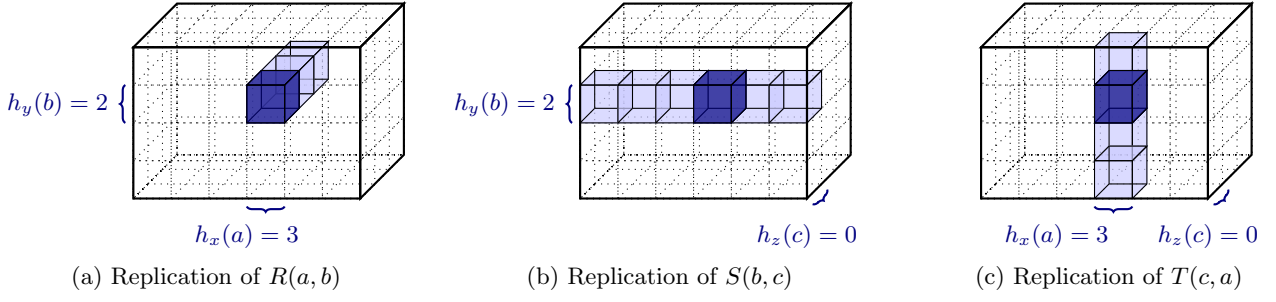 h_y(b) = 2
h_x(a) = 3
(a) Replication of R(a, b)
h_y(b) = 2
h_z(c) = 0
(b) Replication of S(b, c)
h_x(a) = 3
h_z(c) = 0
(c) Replication of T(c, a)